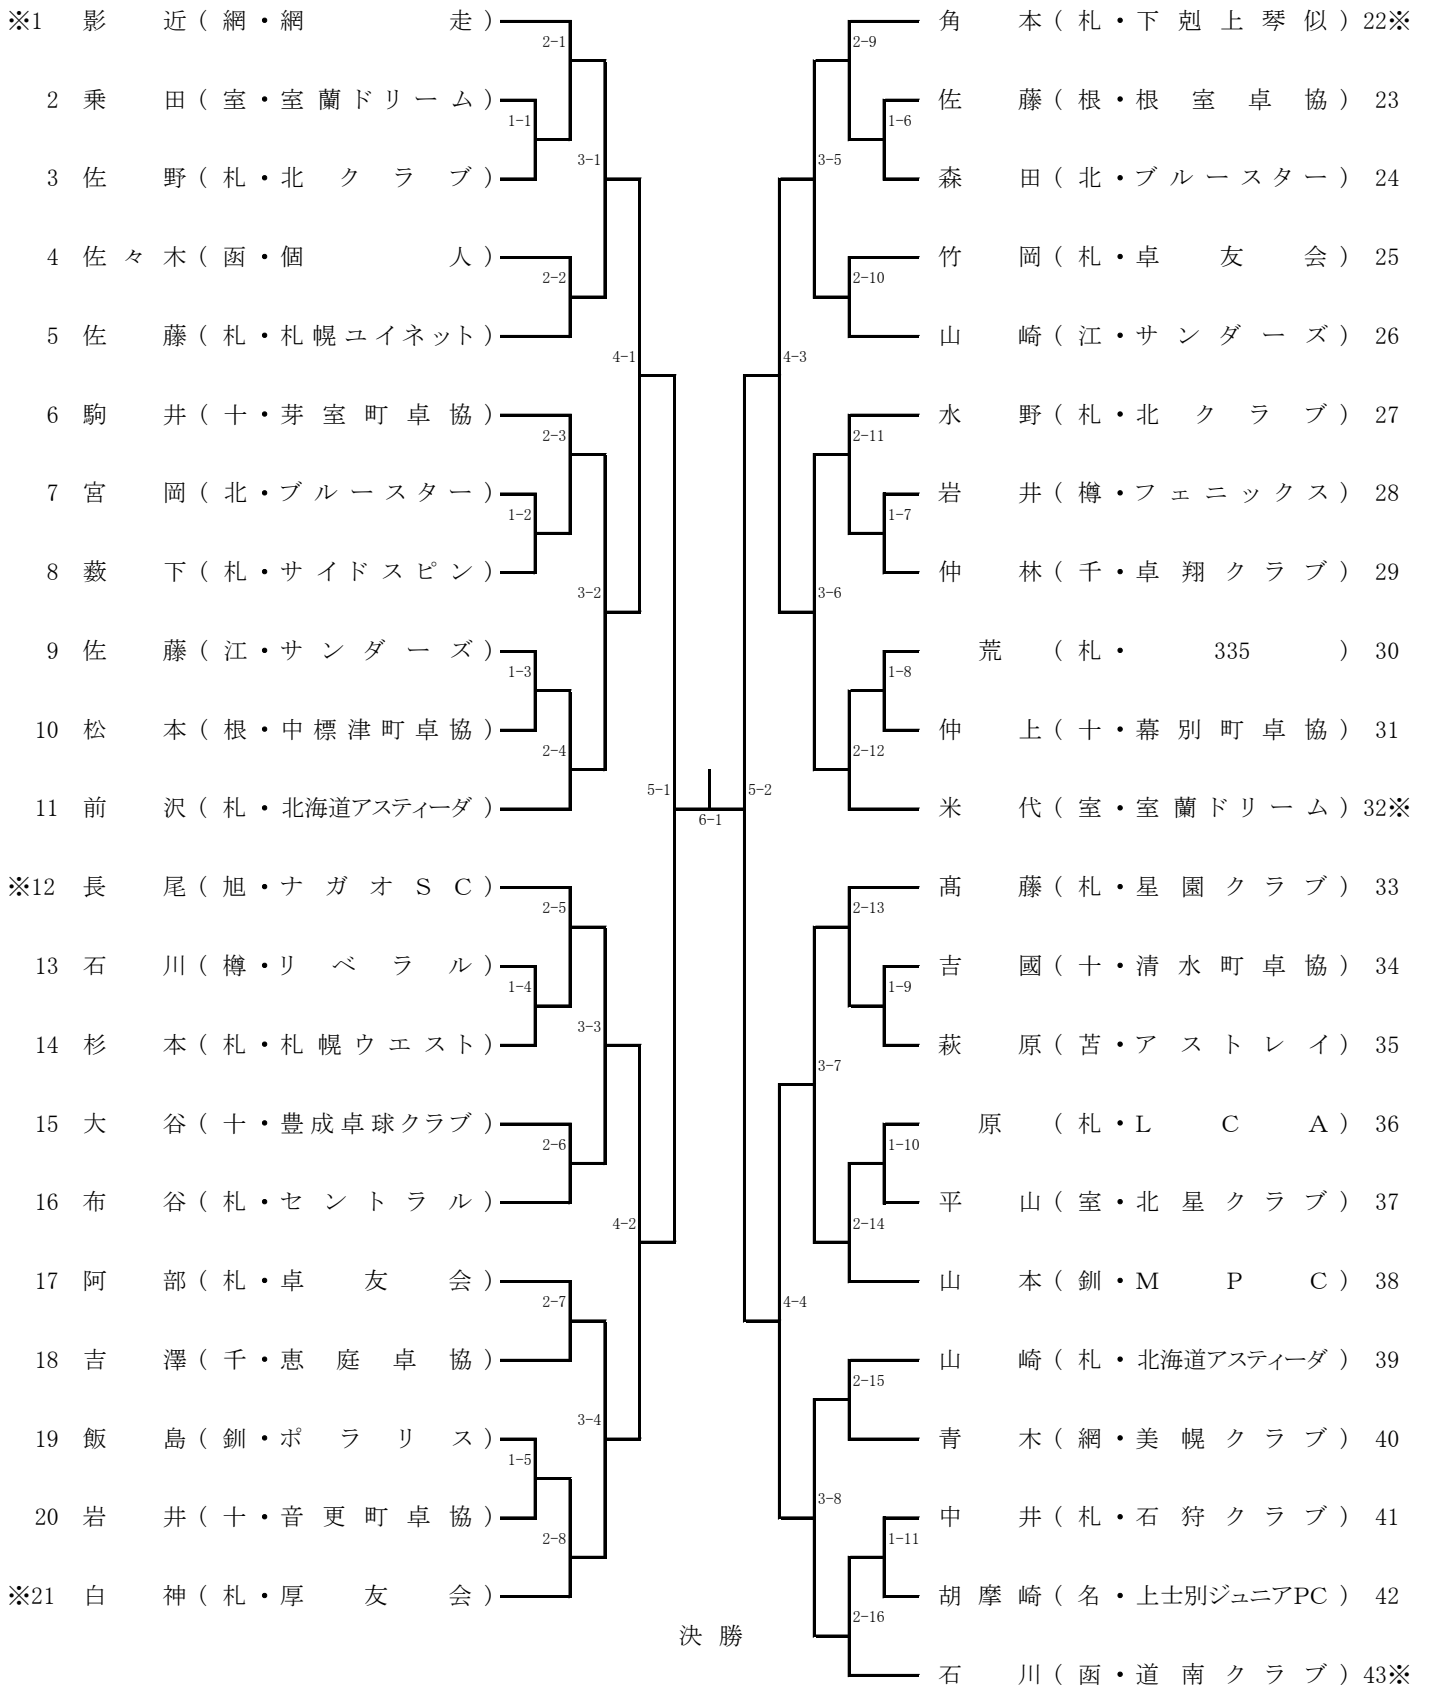 ※1 影近(網・網走)
2-1
2 乗田(室・室蘭ドリーム)
1-1
3 佐野(札・北クラブ)
3-1
4 佐々木(函・個人)
2-2
5 佐藤(札・札幌ユイネット)
4-1
6 駒井(十・芽室町卓協)
2-3
7 宮岡(北・ブルースター)
1-2
8 薮下(札・サイドスピン)
3-2
9 佐藤(江・サンダーズ)
1-3
10 松本(根・中標津町卓協)
2-4
11 前沢(札・北海道アスティーダ)
5-1
※12 長尾(旭・ナガオSC)
2-5
13 石川(樽・リベラル)
1-4
14 杉本(札・札幌ウエスト)
3-3
15 大谷(十・豊成卓球クラブ)
2-6
16 布谷(札・セントラル)
4-2
17 阿部(札・卓友会)
2-7
18 吉澤(千・恵庭卓協)
3-4
19 飯島(釧・ポラリス)
1-5
20 岩井(十・音更町卓協)
2-8
※21 白神(札・厚友会)
6-1
決勝
角本(札・下剋上琴似)22※
2-9
佐藤(根・根室卓協)23
1-6
森田(北・ブルースター)24
3-5
竹岡(札・卓友会)25
2-10
山崎(江・サンダーズ)26
4-3
水野(札・北クラブ)27
2-11
岩井(樽・フェニックス)28
1-7
仲林(千・卓翔クラブ)29
3-6
荒(札・335)30
1-8
仲上(十・幕別町卓協)31
2-12
米代(室・室蘭ドリーム)32※
5-2
髙藤(札・星園クラブ)33
2-13
吉國(十・清水町卓協)34
1-9
萩原(苫・アストレイ)35
3-7
原(札・LCA)36
1-10
平山(室・北星クラブ)37
2-14
山本(釧・MPC)38
4-4
山崎(札・北海道アスティーダ)39
2-15
青木(網・美幌クラブ)40
3-8
中井(札・石狩クラブ)41
1-11
胡摩崎(名・上士別ジュニアPC)42
2-16
石川(函・道南クラブ)43※